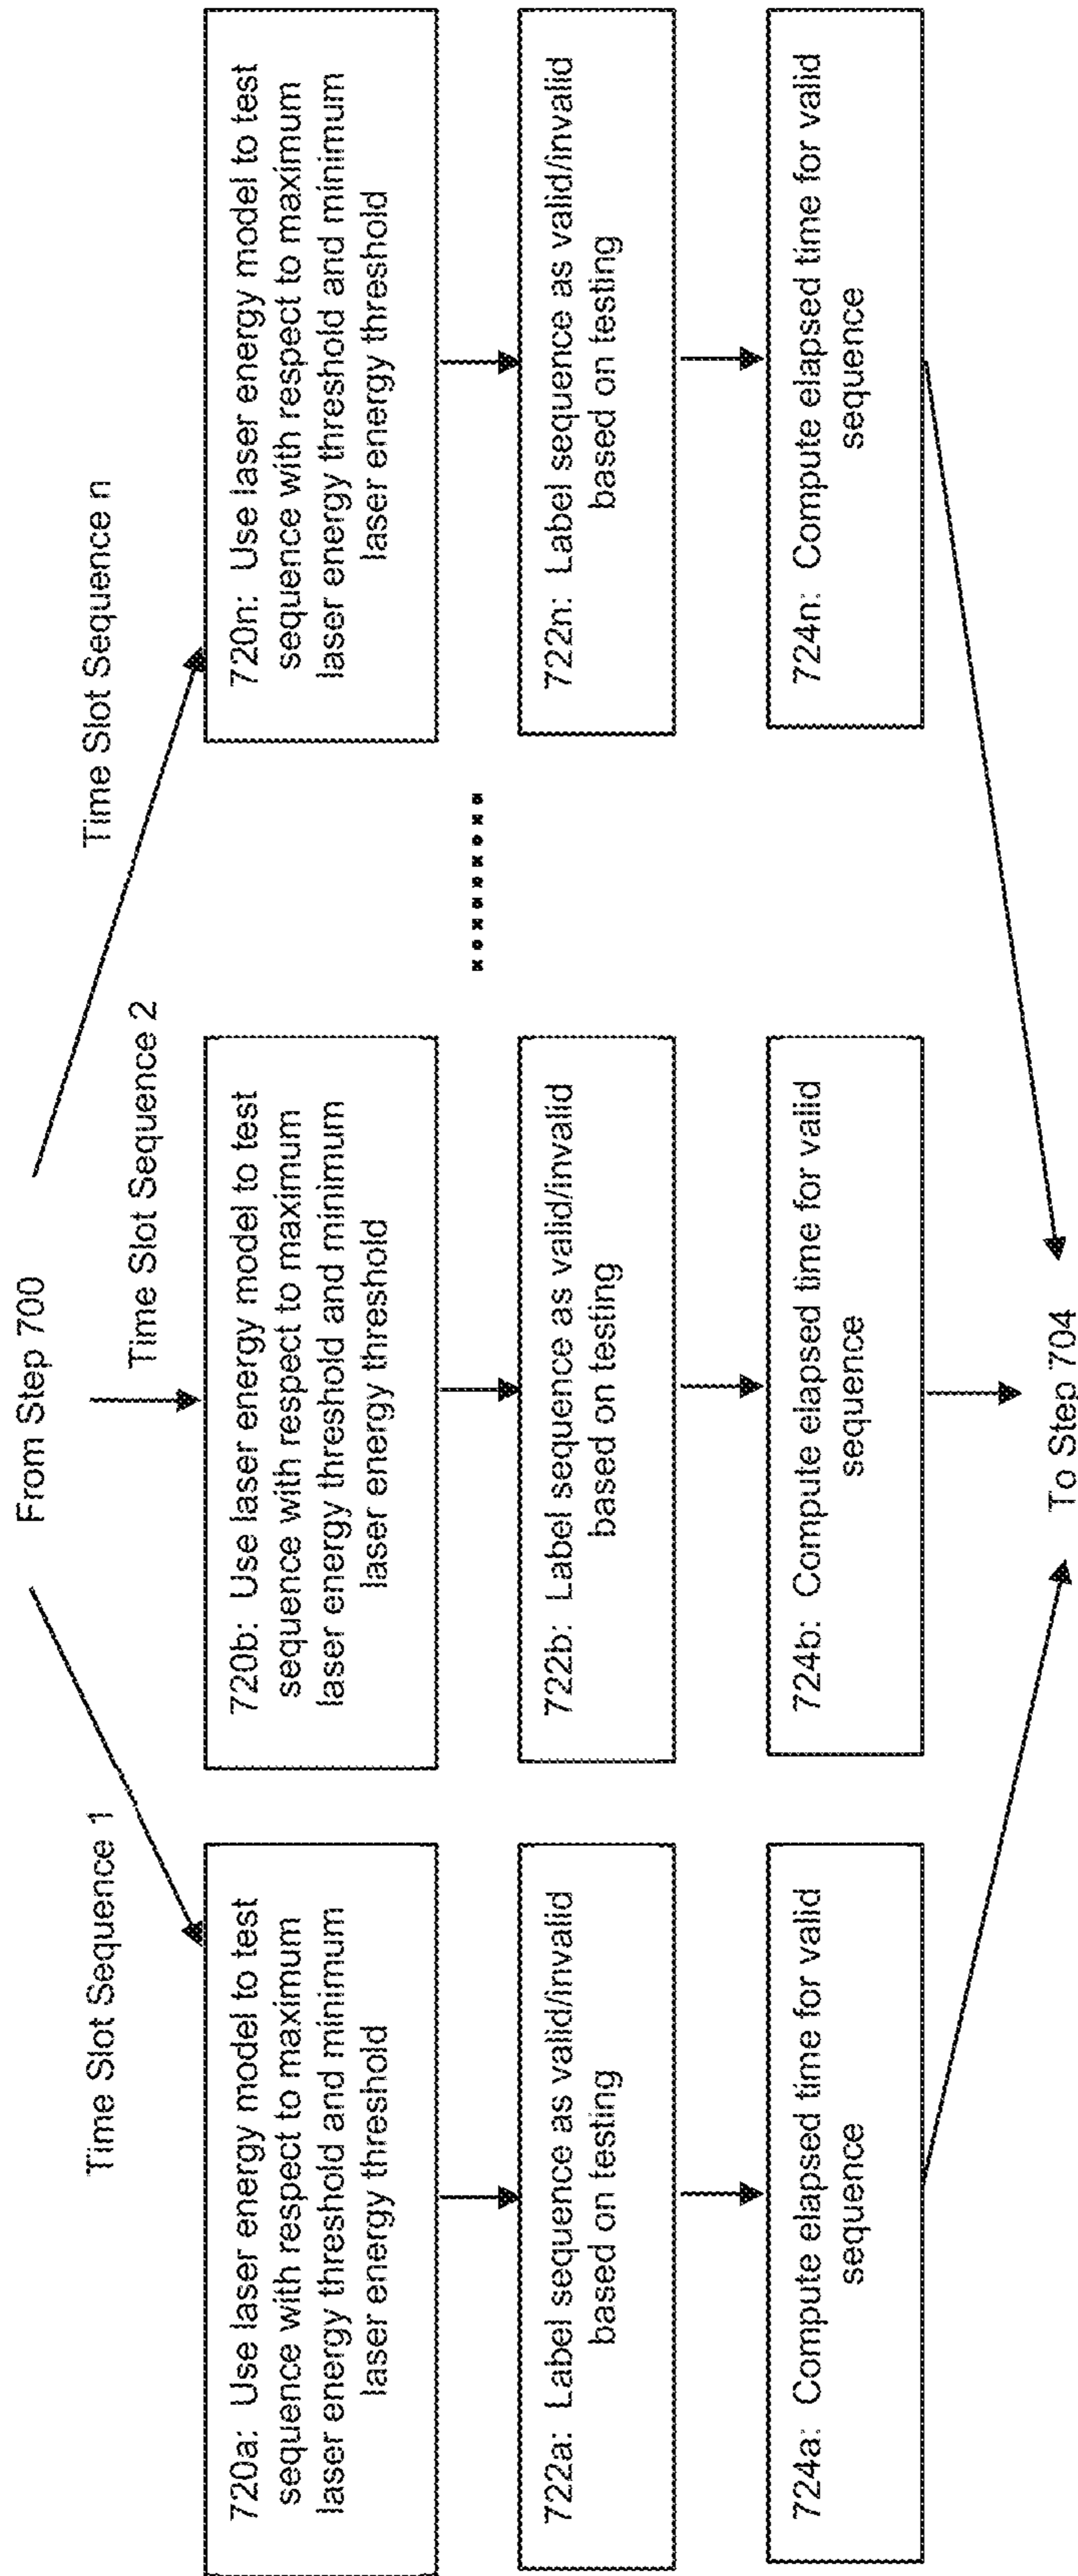 From Step 700
Time Slot Sequence 1
Time Slot Sequence 2
Time Slot Sequence n
720a: Use laser energy model to test
sequence with respect to maximum
laser energy threshold and minimum
laser energy threshold
722a: Label sequence as valid/invalid
based on testing
724a: Compute elapsed time for valid
sequence
720b: Use laser energy model to test
sequence with respect to maximum
laser energy threshold and minimum
laser energy threshold
722b: Label sequence as valid/invalid
based on testing
724b: Compute elapsed time for valid
sequence
720n: Use laser energy model to test
sequence with respect to maximum
laser energy threshold and minimum
laser energy threshold
722n: Label sequence as valid/invalid
based on testing
724n: Compute elapsed time for valid
sequence
To Step 704